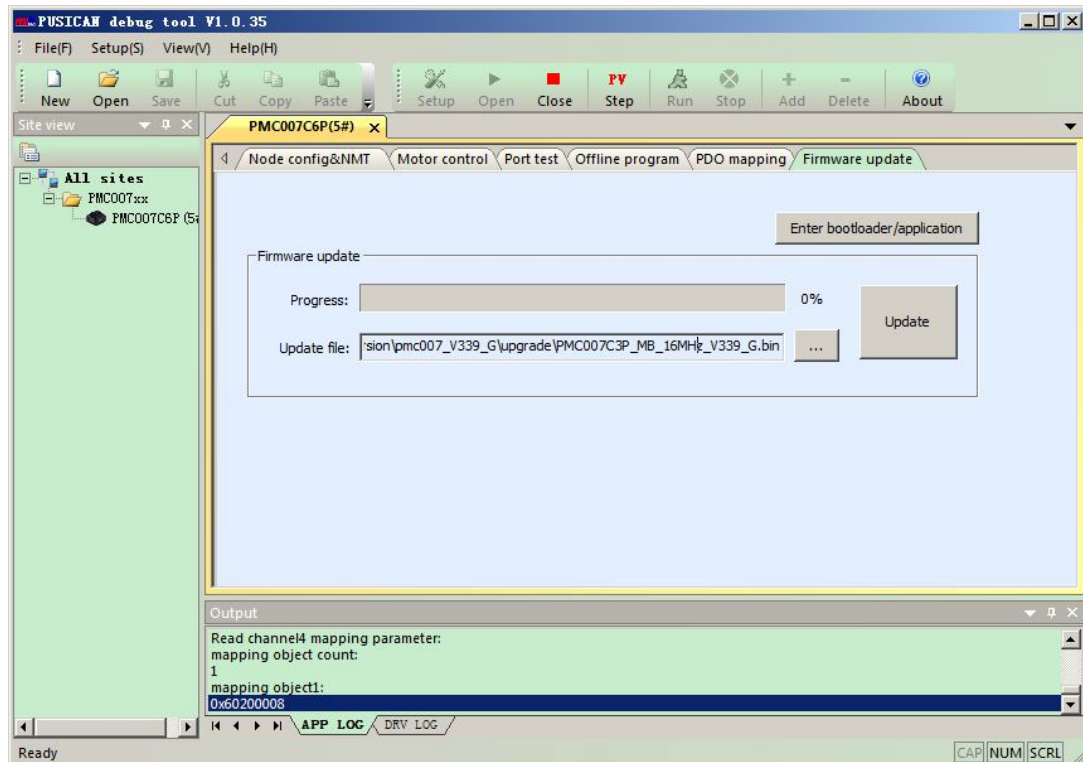 PUSICAN debug tool V1.0.35
File(F) Setup(S) View(V) Help(H)
New Open Save Cut Copy Paste Setup Open Close PV Step Run Stop Add Delete About
Site view
PMC007C6P(5#)
Node config&NMT Motor control Port test Offline program PDO mapping Firmware update
All sites
PMC007xx
PMC007C6P (5
Enter bootloader/application
Firmware update
Progress: 0%
Update
Update file: sion\pmc007_V339_G\upgrade\PMC007C3P_MB_16MHz_V339_G.bin ...
Output
Read channel4 mapping parameter:
mapping object count:
1
mapping object1:
0x60200008
APP LOG DRV LOG
Ready CAP NUM SCRL